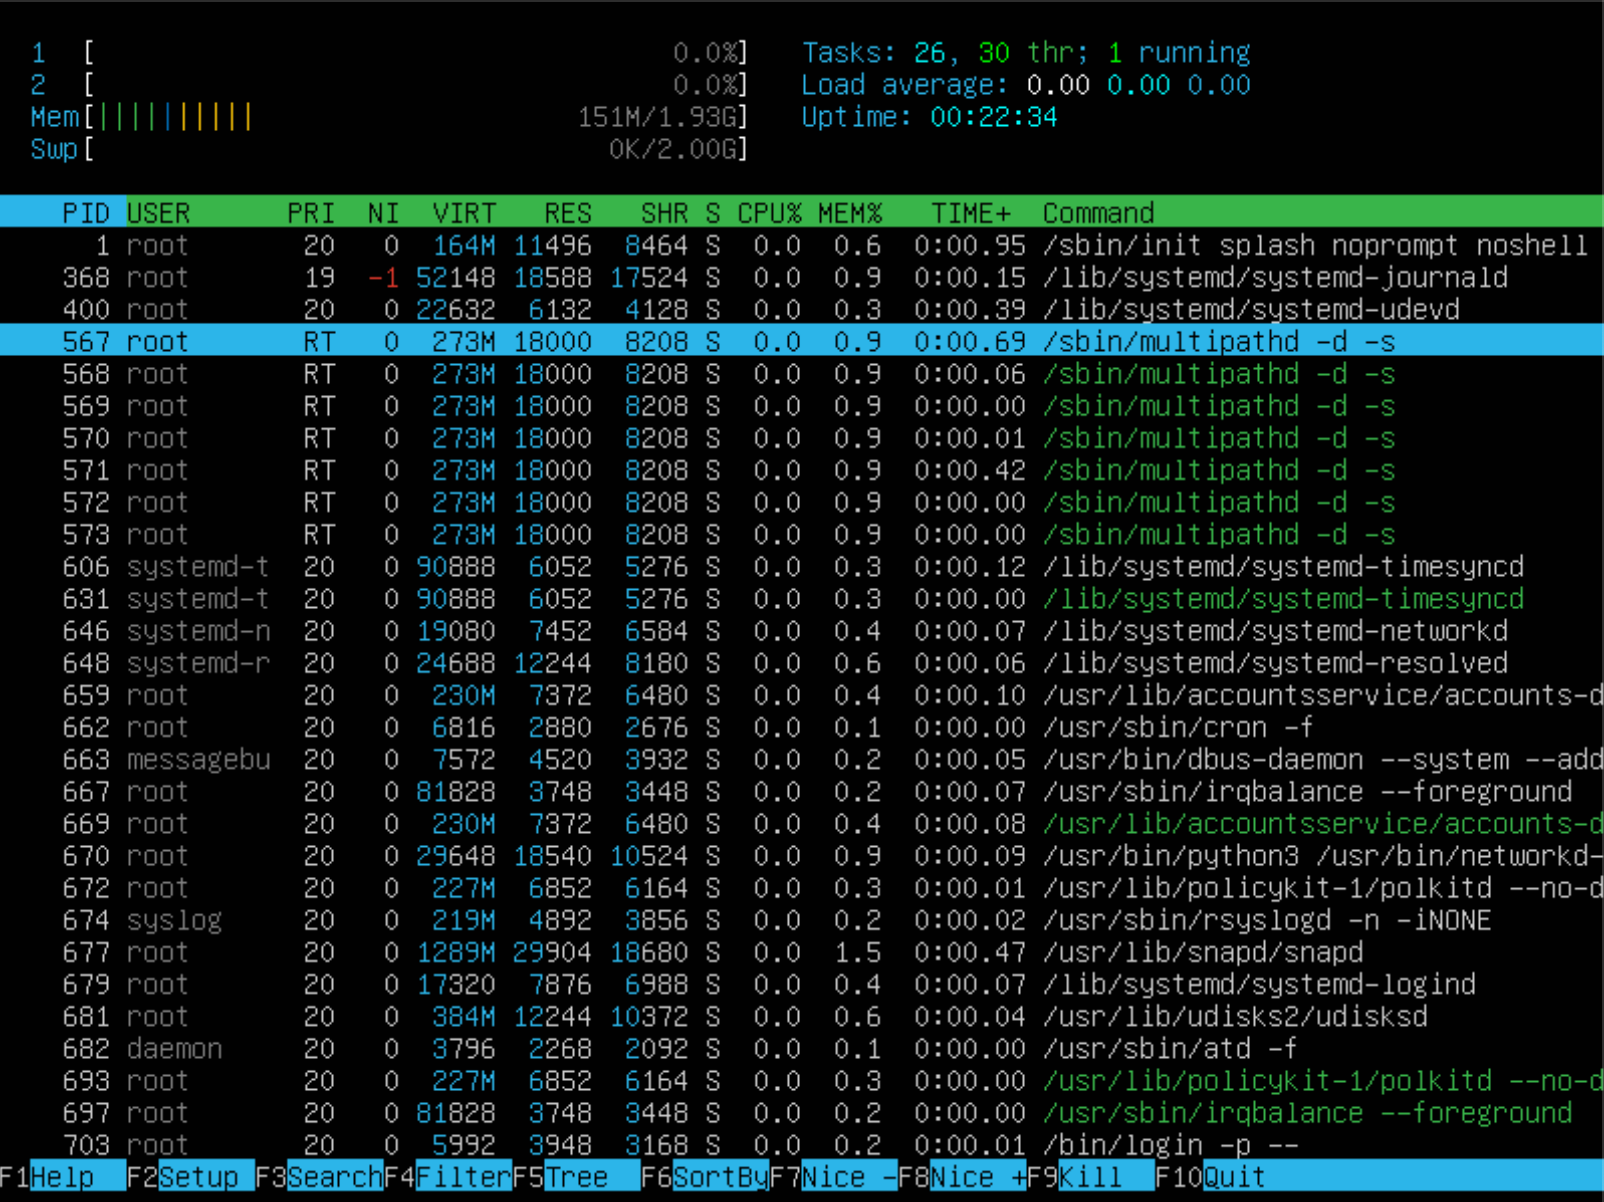 1 [ 0.0%] Tasks: 26, 30 thr; 1 running
2 [ 0.0%] Load average: 0.00 0.00 0.00
Mem[|||||||||| 151M/1.93G] Uptime: 00:22:34
Swp[ 0K/2.00G]
PID USER PRI NI VIRT RES SHR S CPU% MEM% TIME+ Command
1 root 20 0 164M 11496 8464 S 0.0 0.6 0:00.95 /sbin/init splash noprompt noshell
368 root 19 -1 52148 18588 17524 S 0.0 0.9 0:00.15 /lib/systemd/systemd-journald
400 root 20 0 22632 6132 4128 S 0.0 0.3 0:00.39 /lib/systemd/systemd-udevd
567 root RT 0 273M 18000 8208 S 0.0 0.9 0:00.69 /sbin/multipathd -d -s
568 root RT 0 273M 18000 8208 S 0.0 0.9 0:00.06 /sbin/multipathd -d -s
569 root RT 0 273M 18000 8208 S 0.0 0.9 0:00.00 /sbin/multipathd -d -s
570 root RT 0 273M 18000 8208 S 0.0 0.9 0:00.01 /sbin/multipathd -d -s
571 root RT 0 273M 18000 8208 S 0.0 0.9 0:00.42 /sbin/multipathd -d -s
572 root RT 0 273M 18000 8208 S 0.0 0.9 0:00.00 /sbin/multipathd -d -s
573 root RT 0 273M 18000 8208 S 0.0 0.9 0:00.00 /sbin/multipathd -d -s
606 systemd-t 20 0 90888 6052 5276 S 0.0 0.3 0:00.12 /lib/systemd/systemd-timesyncd
631 systemd-t 20 0 90888 6052 5276 S 0.0 0.3 0:00.00 /lib/systemd/systemd-timesyncd
646 systemd-n 20 0 19080 7452 6584 S 0.0 0.4 0:00.07 /lib/systemd/systemd-networkd
648 systemd-r 20 0 24688 12244 8180 S 0.0 0.6 0:00.06 /lib/systemd/systemd-resolved
659 root 20 0 230M 7372 6480 S 0.0 0.4 0:00.10 /usr/lib/accountsservice/accounts-d
662 root 20 0 6816 2880 2676 S 0.0 0.1 0:00.00 /usr/sbin/cron -f
663 messagebu 20 0 7572 4520 3932 S 0.0 0.2 0:00.05 /usr/bin/dbus-daemon --system --add
667 root 20 0 81828 3748 3448 S 0.0 0.2 0:00.07 /usr/sbin/irqbalance --foreground
669 root 20 0 230M 7372 6480 S 0.0 0.4 0:00.08 /usr/lib/accountsservice/accounts-d
670 root 20 0 29648 18540 10524 S 0.0 0.9 0:00.09 /usr/bin/python3 /usr/bin/networkd-
672 root 20 0 227M 6852 6164 S 0.0 0.3 0:00.01 /usr/lib/policykit-1/polkitd --no-d
674 syslog 20 0 219M 4892 3856 S 0.0 0.2 0:00.02 /usr/sbin/rsyslogd -n -iNONE
677 root 20 0 1289M 29904 18680 S 0.0 1.5 0:00.47 /usr/lib/snapd/snapd
679 root 20 0 17320 7876 6988 S 0.0 0.4 0:00.07 /lib/systemd/systemd-logind
681 root 20 0 384M 12244 10372 S 0.0 0.6 0:00.04 /usr/lib/udisks2/udisksd
682 daemon 20 0 3796 2268 2092 S 0.0 0.1 0:00.00 /usr/sbin/atd -f
693 root 20 0 227M 6852 6164 S 0.0 0.3 0:00.00 /usr/lib/policykit-1/polkitd --no-d
697 root 20 0 81828 3748 3448 S 0.0 0.2 0:00.00 /usr/sbin/irqbalance --foreground
703 root 20 0 5992 3948 3168 S 0.0 0.2 0:00.01 /bin/login -p --
F1Help F2Setup F3SearchF4FilterF5Tree F6SortByF7Nice -F8Nice +F9Kill F10Quit